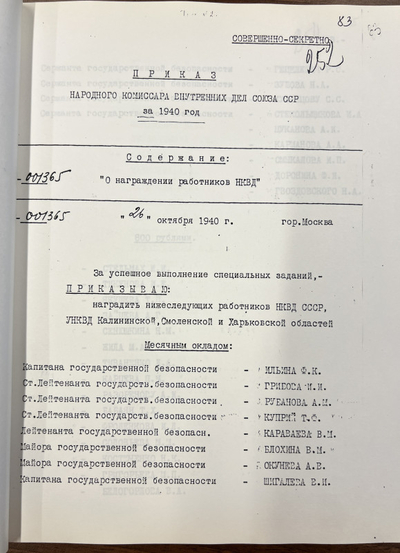 83
СОВЕРШЕННО-СЕКРЕТНО
252
П Р И К А З
НАРОДНОГО КОМИССАРА ВНУТРЕННИХ ДЕЛ СОЮЗА ССР
за 1940 год
С о д е р ж а н и е:
- 001365
"О награждении работников НКВД"
- 001365 "26" октября 1940 г. гор.Москва
За успешное выполнение специальных заданий,-
П Р И К А З Ы В А Ю:
наградить нижеследующих работников НКВД СССР,
УНКВД Калининской,Смоленской и Харьковской областей
Месячным окладом:
Капитана государственной безопасности - ИЛЬИНА Ф.К.
Ст.Лейтенанта государств.безопасности - ГРИБОВА И.И.
Ст.Лейтенанта государств.безопасности - РУБАНОВА А.М.
Ст.Лейтенанта государств.безопасности - КУПРИЙ Т.Ф.
Лейтенанта государственной безопасн. - КАРАВАЕВА В.М.
Майора государственной безопасности - БЛОХИНА В.М.
Майора государственной безопасности - ОКУНЕВА А.В.
Капитана государственной безопасности - ШИГАЛЕВА В.И.